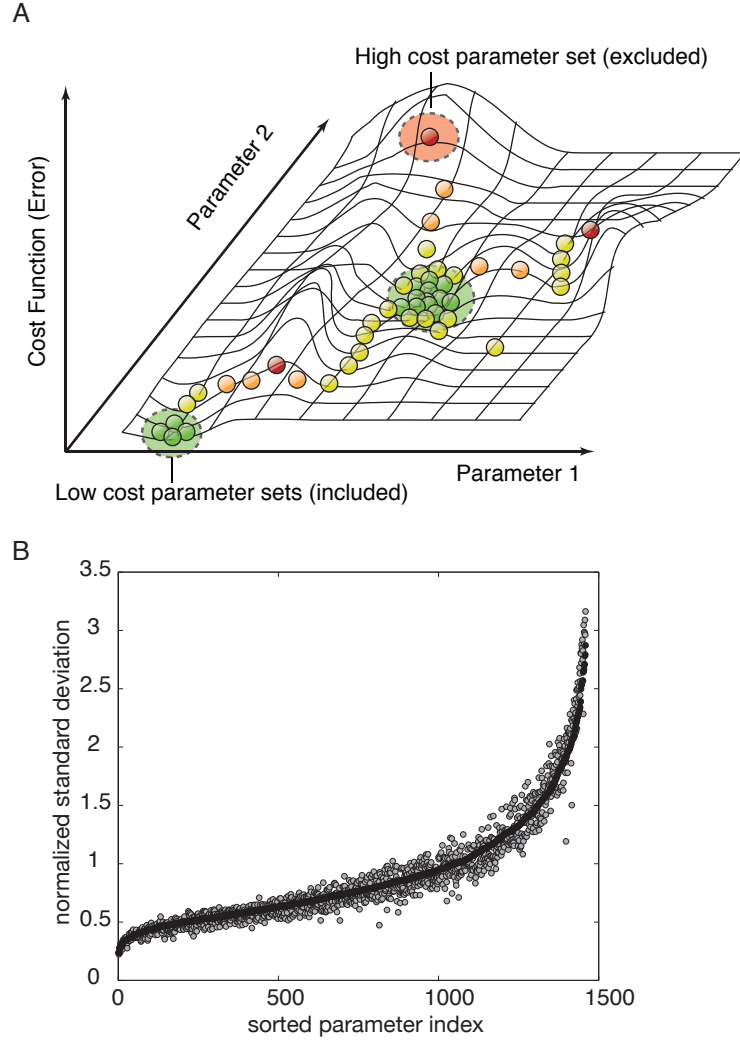 A
High cost parameter set (excluded)
Parameter 2
Cost Function (Error)
Parameter 1
Low cost parameter sets (included)
B
3.5
3
2.5
2
1.5
1
0.5
0
normalized standard deviation
0
500
1000
1500
sorted parameter index